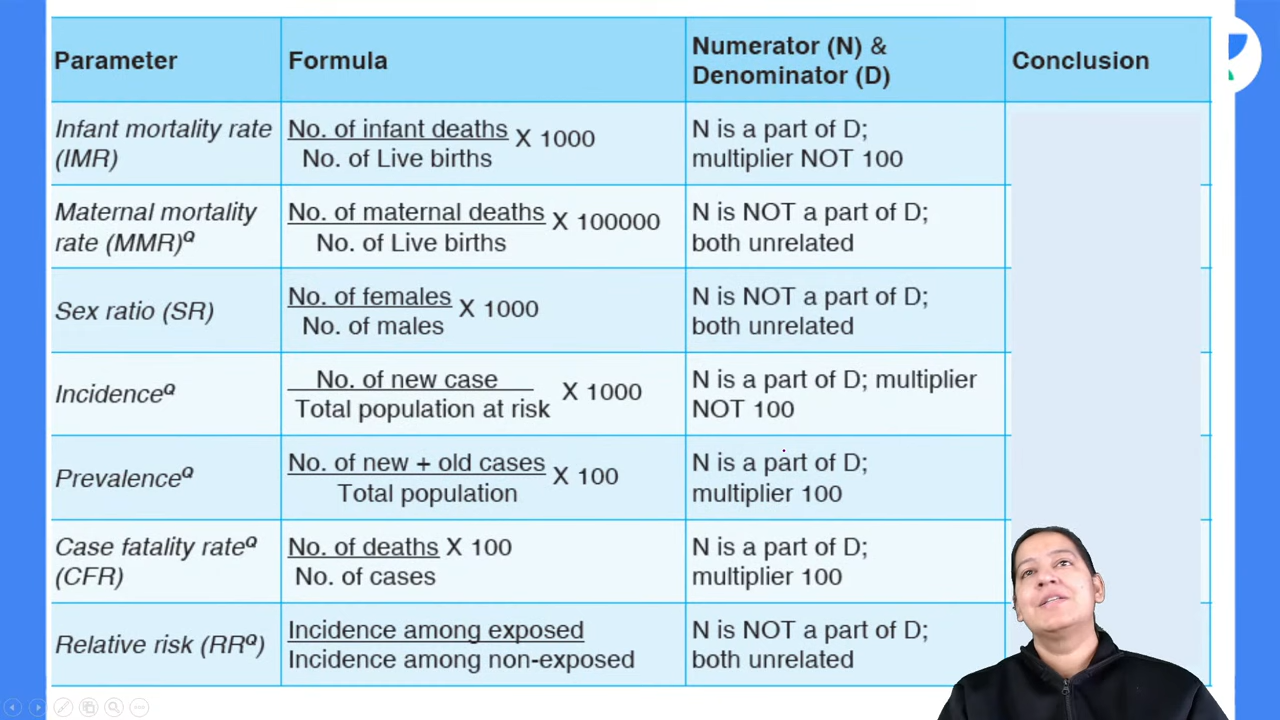 Parameter
Formula
Numerator (N) &
Denominator (D)
Conclusion
Infant mortality rate
(IMR)
No. of infant deaths
No. of Live births
X 1000
N is a part of D;
multiplier NOT 100
Maternal mortality
rate (MMR)Q
No. of maternal deaths
No. of Live births
X 100000
N is NOT a part of D;
both unrelated
Sex ratio (SR)
No. of females
No. of males
X 1000
N is NOT a part of D;
both unrelated
IncidenceQ
No. of new case
Total population at risk
X 1000
N is a part of D; multiplier
NOT 100
PrevalenceQ
No. of new + old cases
Total population
X 100
N is a part of D;
multiplier 100
Case fatality rateQ
(CFR)
No. of deaths
No. of cases
X 100
N is a part of D;
multiplier 100
Relative risk (RRQ)
Incidence among exposed
Incidence among non-exposed
N is NOT a part of D;
both unrelated